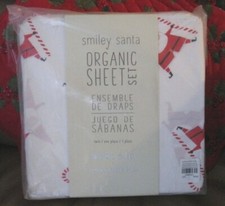 smiley santa
ORGANIC
SHEET SET
ENSEMBLE
DE DRAPS
JUEGO DE
SÁBANAS